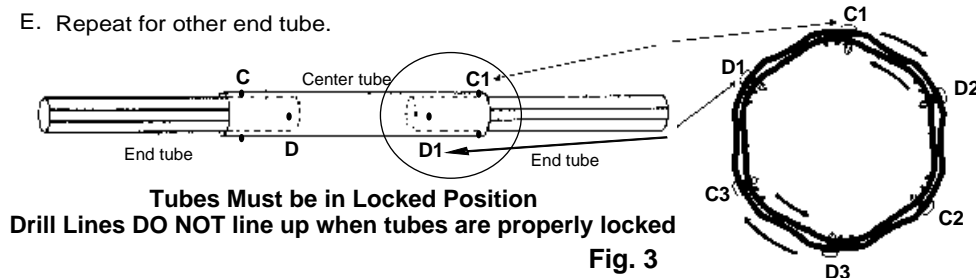 E. Repeat for other end tube.
C1
C
Center tube
C1
D1
D2
End tube
D
D1
End tube
C3
C2
D3
Tubes Must be in Locked Position
Drill Lines DO NOT line up when tubes are properly locked
Fig. 3